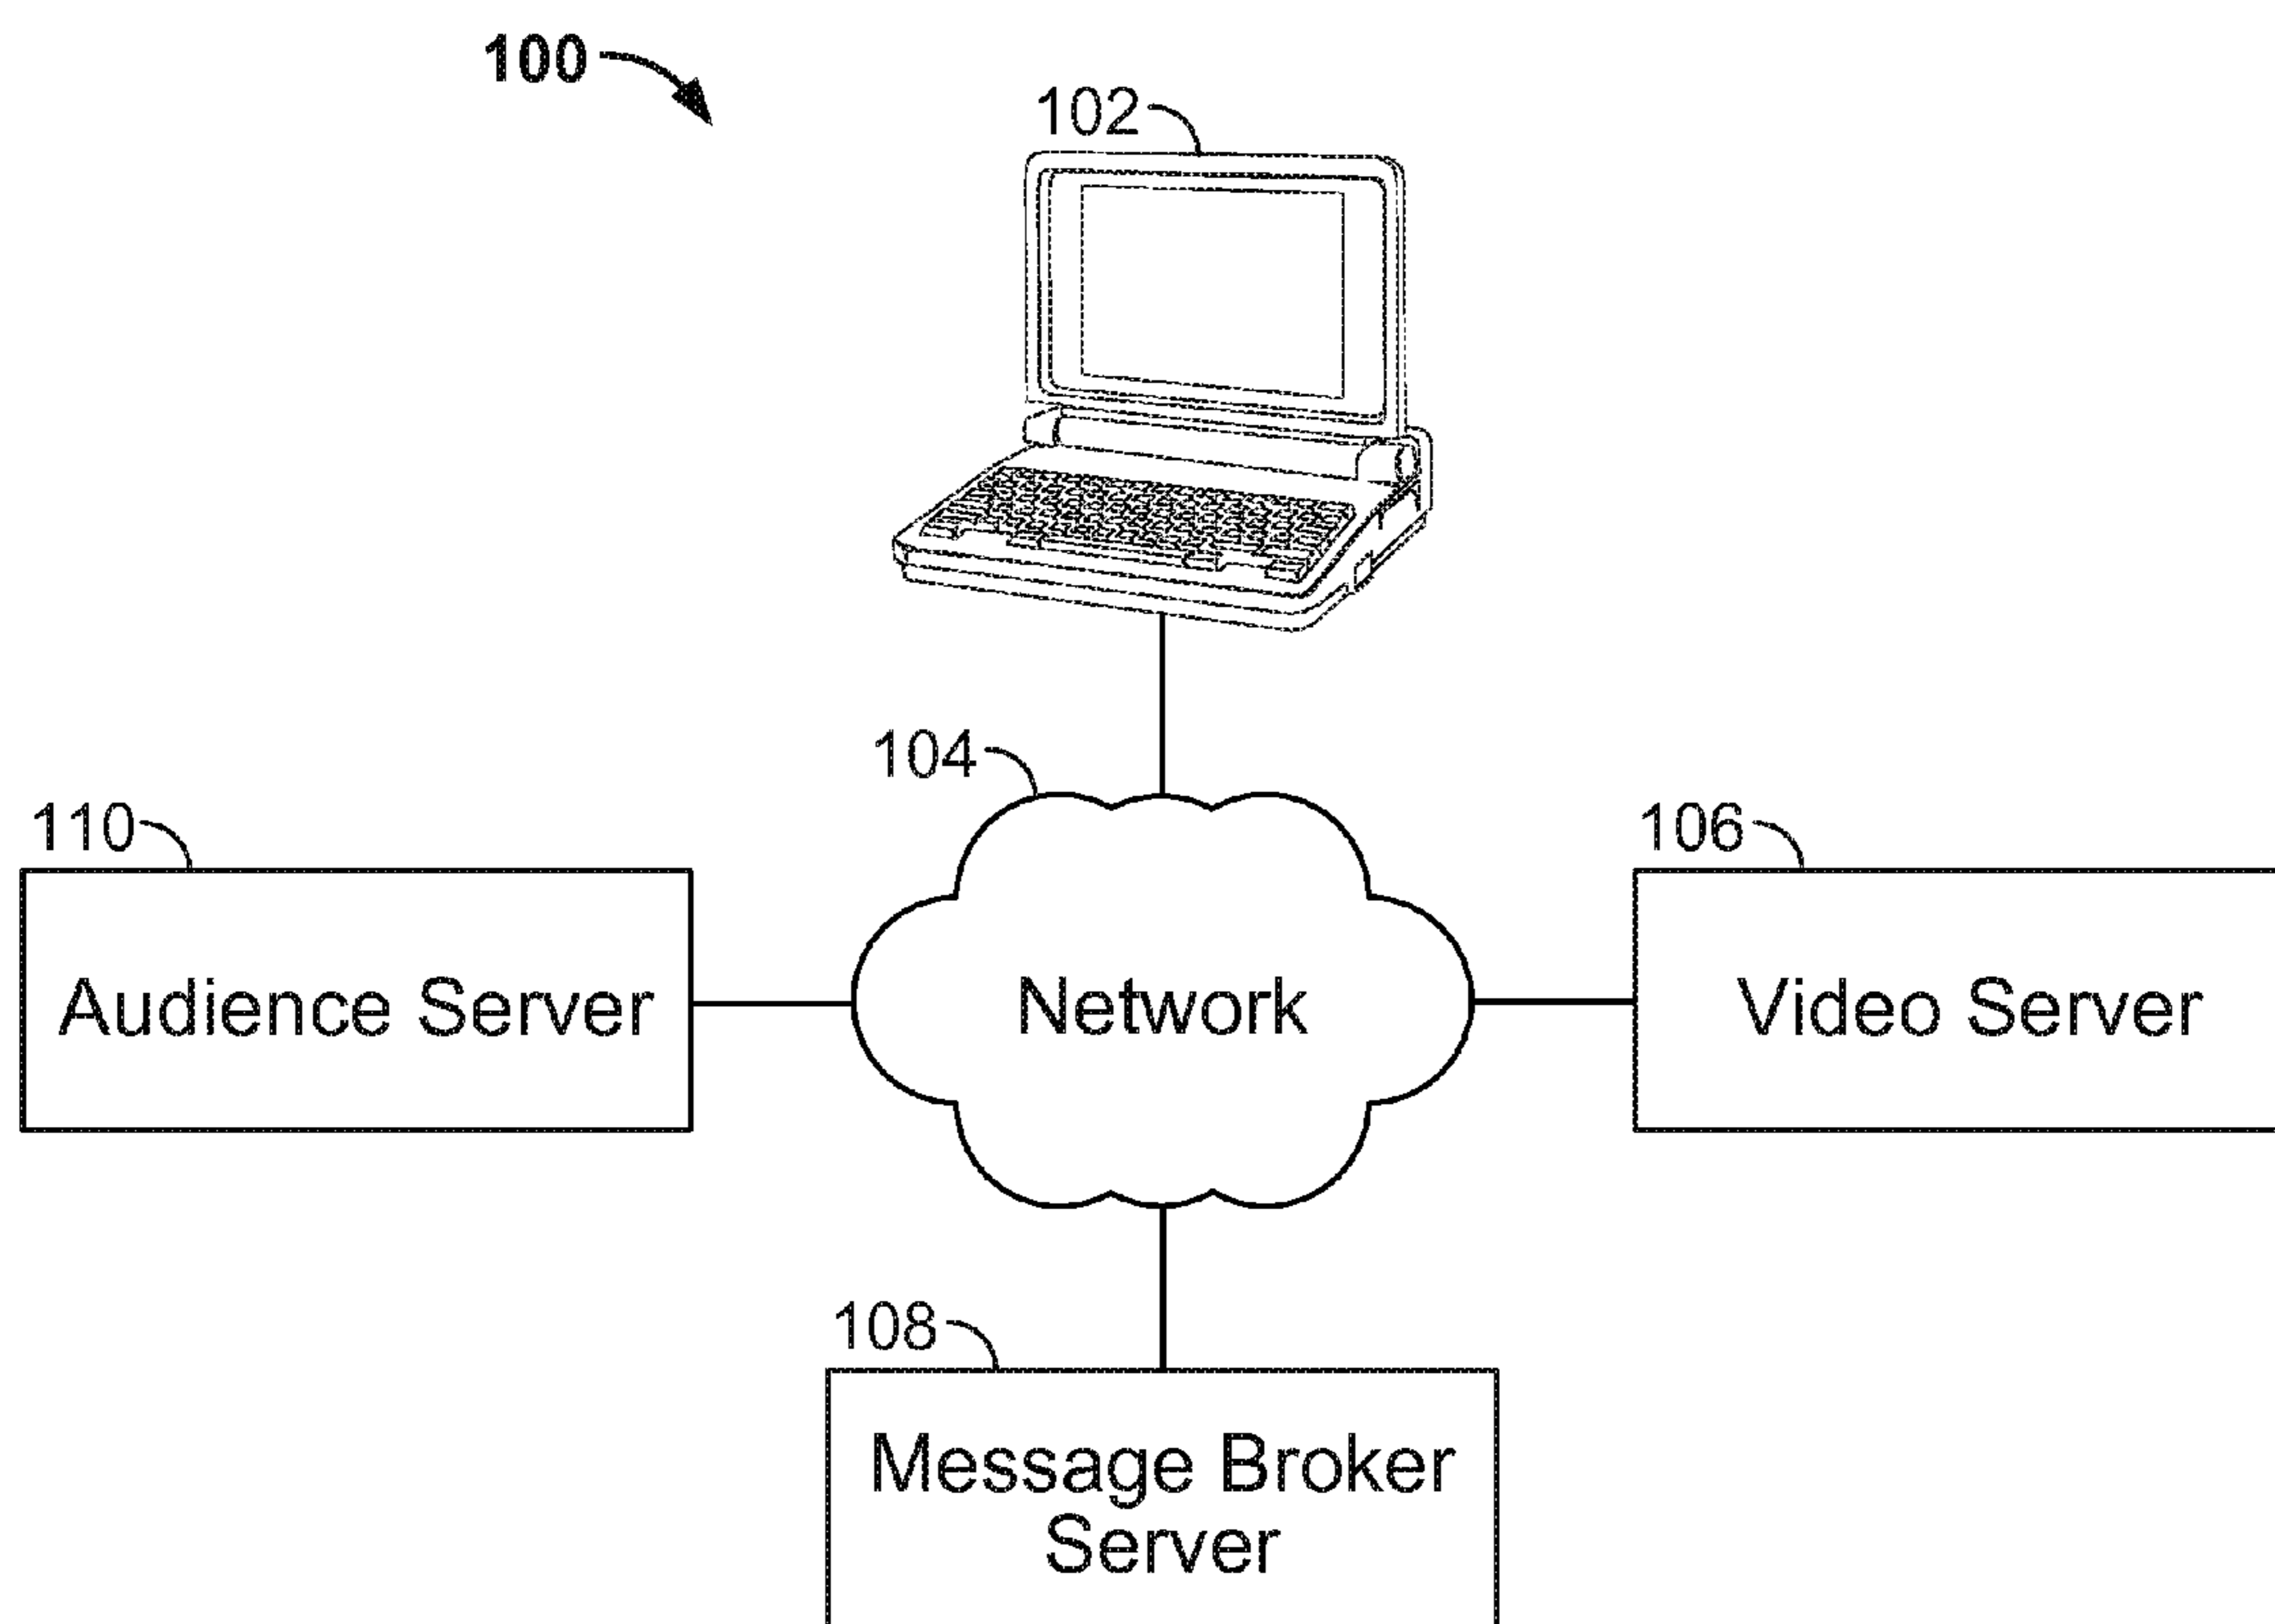 100
102
104
110
106
Audience Server
Network
Video Server
108
Message Broker
Server